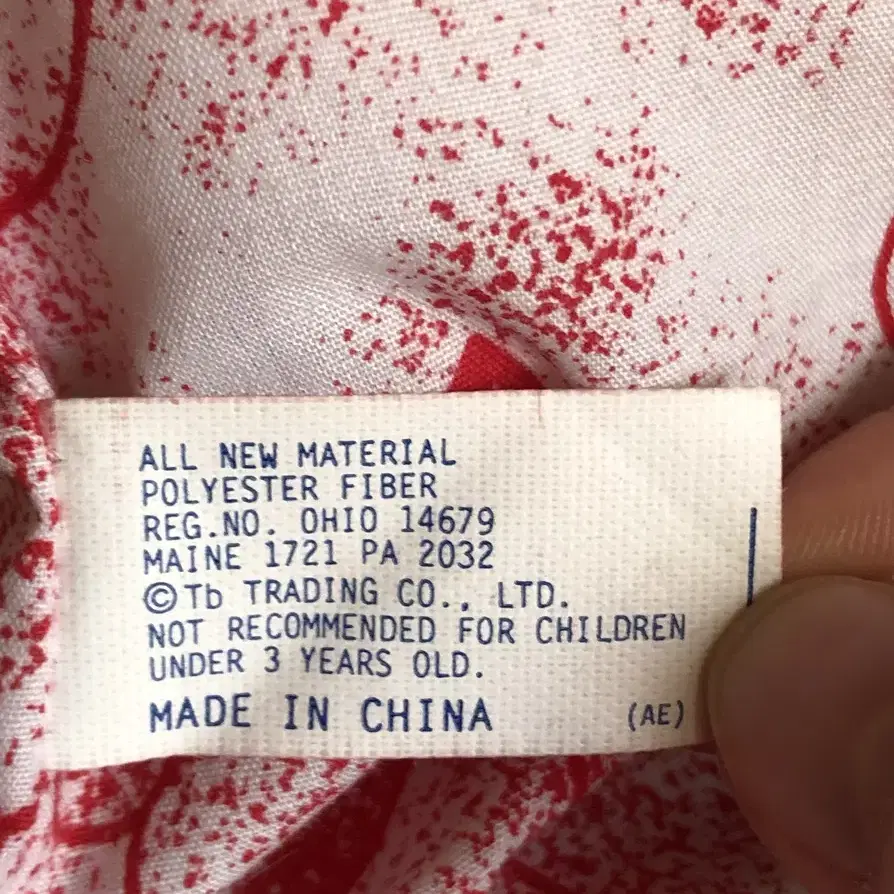 ALL NEW MATERIAL
POLYESTER FIBER
REG.NO. OHIO 14679
MAINE 1721 PA 2032
©Tb TRADING CO., LTD.
NOT RECOMMENDED FOR CHILDREN
UNDER 3 YEARS OLD.
MADE IN CHINA (AE)